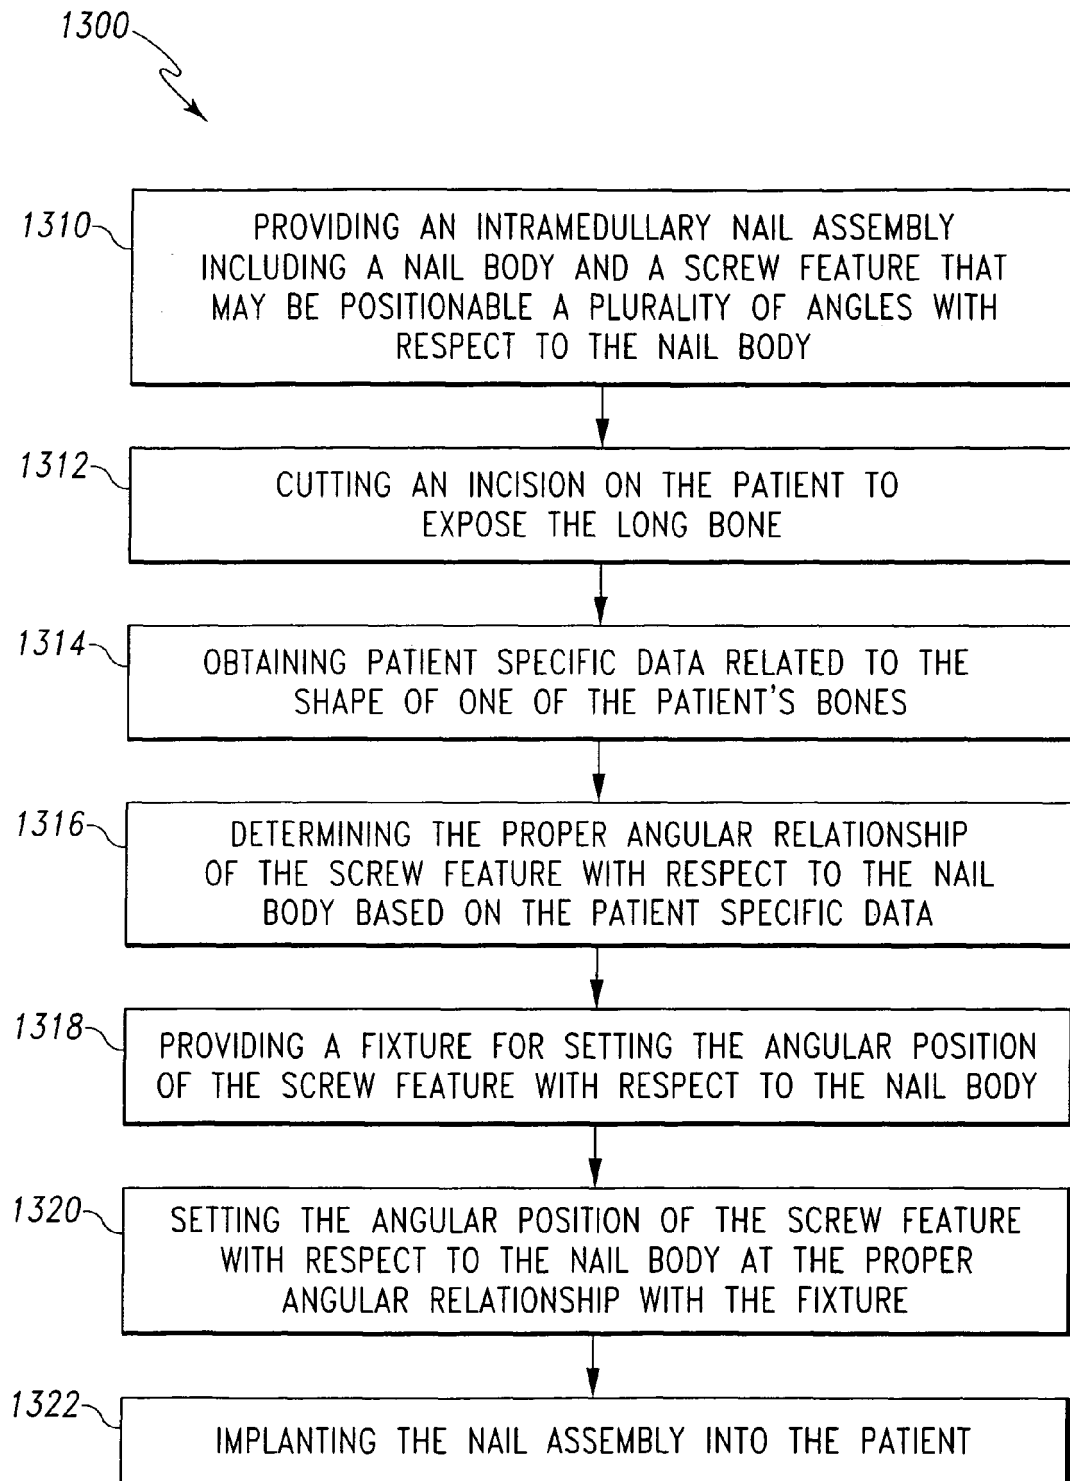 1300
1310
PROVIDING AN INTRAMEDULLARY NAIL ASSEMBLY
INCLUDING A NAIL BODY AND A SCREW FEATURE THAT
MAY BE POSITIONABLE A PLURALITY OF ANGLES WITH
RESPECT TO THE NAIL BODY
1312
CUTTING AN INCISION ON THE PATIENT TO
EXPOSE THE LONG BONE
1314
OBTAINING PATIENT SPECIFIC DATA RELATED TO THE
SHAPE OF ONE OF THE PATIENT'S BONES
1316
DETERMINING THE PROPER ANGULAR RELATIONSHIP
OF THE SCREW FEATURE WITH RESPECT TO THE NAIL
BODY BASED ON THE PATIENT SPECIFIC DATA
1318
PROVIDING A FIXTURE FOR SETTING THE ANGULAR POSITION
OF THE SCREW FEATURE WITH RESPECT TO THE NAIL BODY
1320
SETTING THE ANGULAR POSITION OF THE SCREW FEATURE
WITH RESPECT TO THE NAIL BODY AT THE PROPER
ANGULAR RELATIONSHIP WITH THE FIXTURE
1322
IMPLANTING THE NAIL ASSEMBLY INTO THE PATIENT